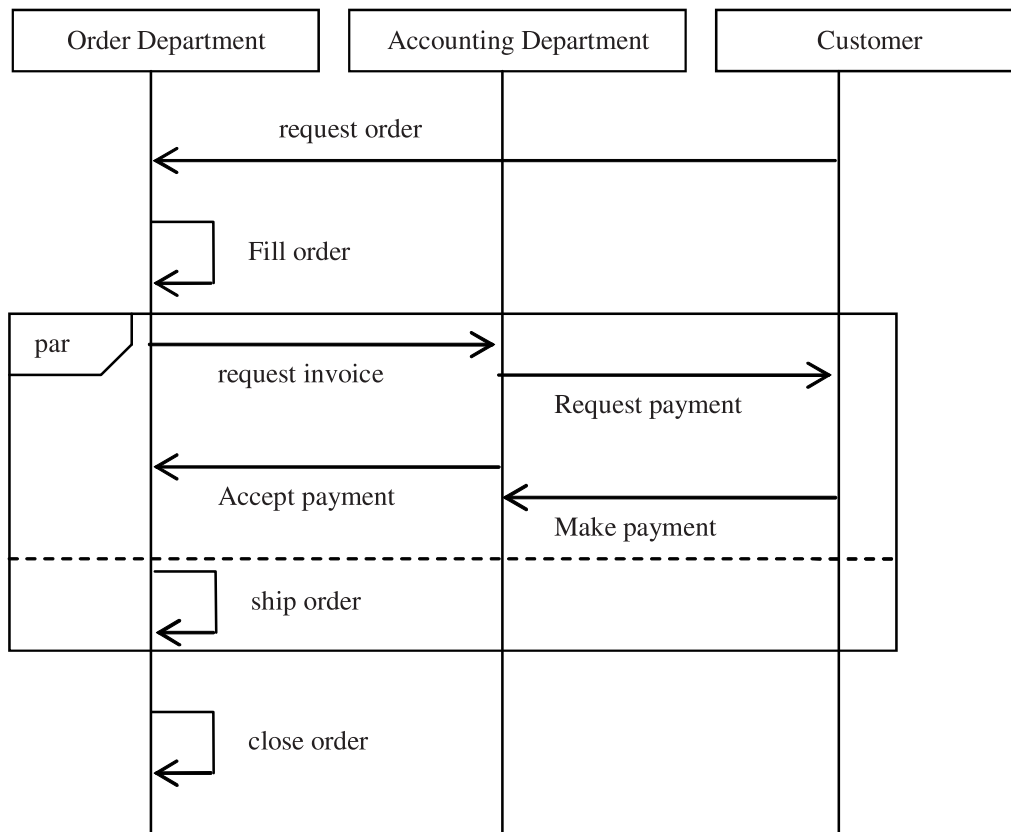 Order Department
Accounting Department
Customer
request order
Fill order
par
request invoice
Request payment
Accept payment
Make payment
ship order
close order